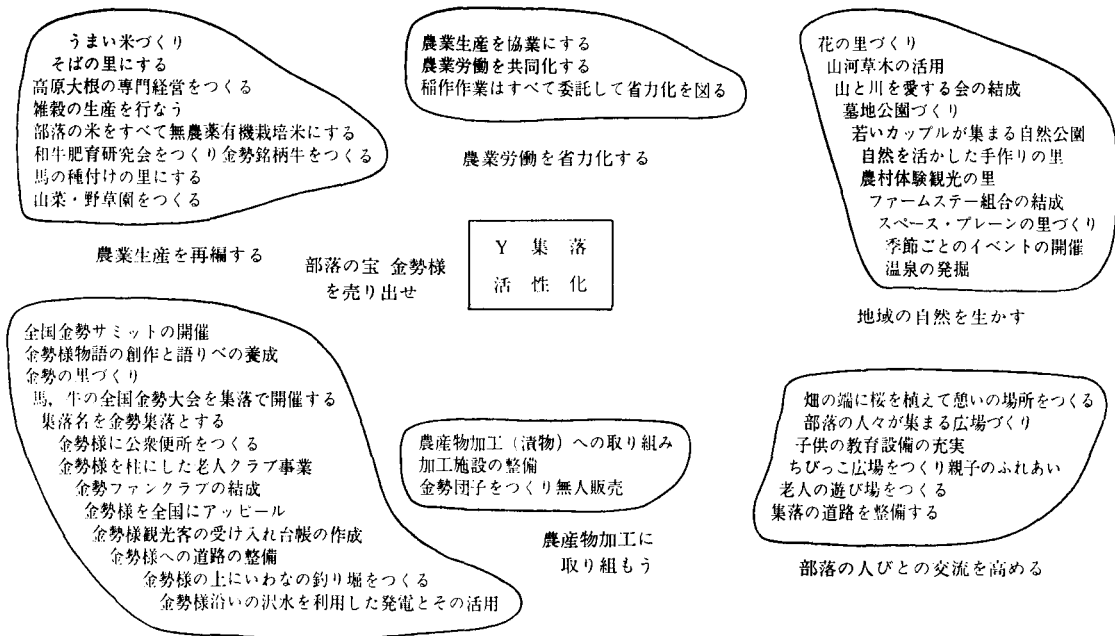 うまい米づくり
そばの里にする
高原大根の専門経営をつくる
雑穀の生産を行なう
部落の米をすべて無農薬有機栽培米にする
和牛肥育研究会をつくり金勢銘柄牛をつくる
馬の種付けの里にする
山菜・野草園をつくる
農業生産を再編する
農業生産を協業にする
農業労働を共同化する
稲作作業はすべて委託して省力化を図る
農業労働を省力化する
花の里づくり
山河草木の活用
山と川を愛する会の結成
墓地公園づくり
若いカップルが集まる自然公園
自然を活かした手作りの里
農村体験観光の里
ファームステー組合の結成
スペース・プレーンの里づくり
季節ごとのイベントの開催
温泉の発掘
地域の自然を生かす
Y 集 落
活 性 化
部落の宝 金勢様
を売り出せ
全国金勢サミットの開催
金勢様物語の創作と語りべの養成
金勢の里づくり
馬,牛の全国金勢大会を集落で開催する
集落名を金勢集落とする
金勢様に公衆便所をつくる
金勢様を柱にした老人クラブ事業
金勢ファンクラブの結成
金勢様を全国にアッピール
金勢様観光客の受け入れ台帳の作成
金勢様への道路の整備
金勢様の上にいわなの釣り堀をつくる
金勢様沿いの沢水を利用した発電とその活用
農産物加工(漬物)への取り組み
加工施設の整備
金勢団子をつくり無人販売
農産物加工に
取り組もう
畑の端に桜を植えて憩いの場所をつくる
部落の人々が集まる広場づくり
子供の教育設備の充実
ちびっこ広場をつくり親子のふれあい
老人の遊び場をつくる
集落の道路を整備する
部落の人びとの交流を高める